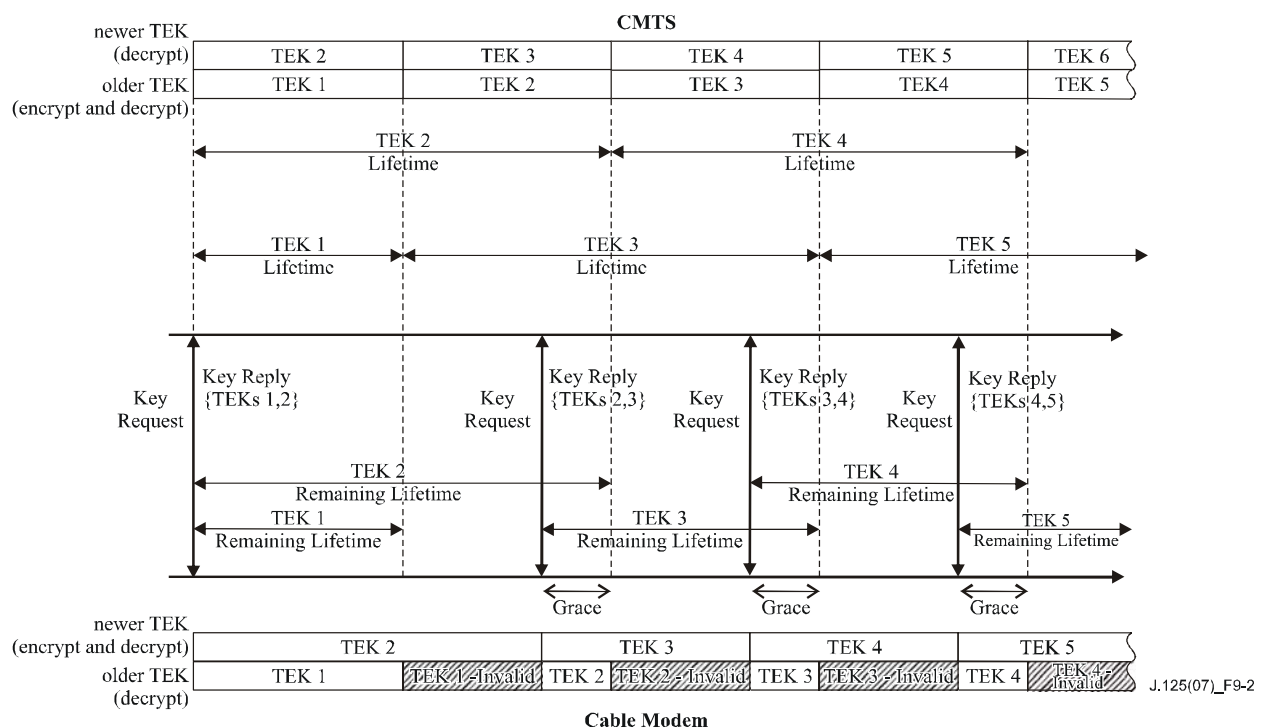 CMTS
newer TEK
(decrypt)
TEK 2
TEK 3
TEK 4
TEK 5
TEK 6
older TEK
(encrypt and decrypt)
TEK 1
TEK 2
TEK 3
TEK4
TEK 5
TEK 2
Lifetime
TEK 4
Lifetime
TEK 1
Lifetime
TEK 3
Lifetime
TEK 5
Lifetime
Key
Request
Key Reply
{TEKs 1,2}
Key
Request
Key Reply
{TEKs 2,3}
Key
Request
Key Reply
{TEKs 3,4}
Key
Request
Key Reply
{TEKs 4,5}
TEK 2
Remaining Lifetime
TEK 4
Remaining Lifetime
TEK 1
Remaining Lifetime
TEK 3
Remaining Lifetime
TEK 5
Remaining Lifetime
Grace
Grace
Grace
newer TEK
(encrypt and decrypt)
TEK 2
TEK 3
TEK 4
TEK 5
older TEK
(decrypt)
TEK 1
TEK 1 -Invalid
TEK 2
TEK 2 - Invalid
TEK 3
TEK 3 - Invalid
TEK 4
TEK 4 -
Invalid
J.125(07)_F9-2
Cable Modem